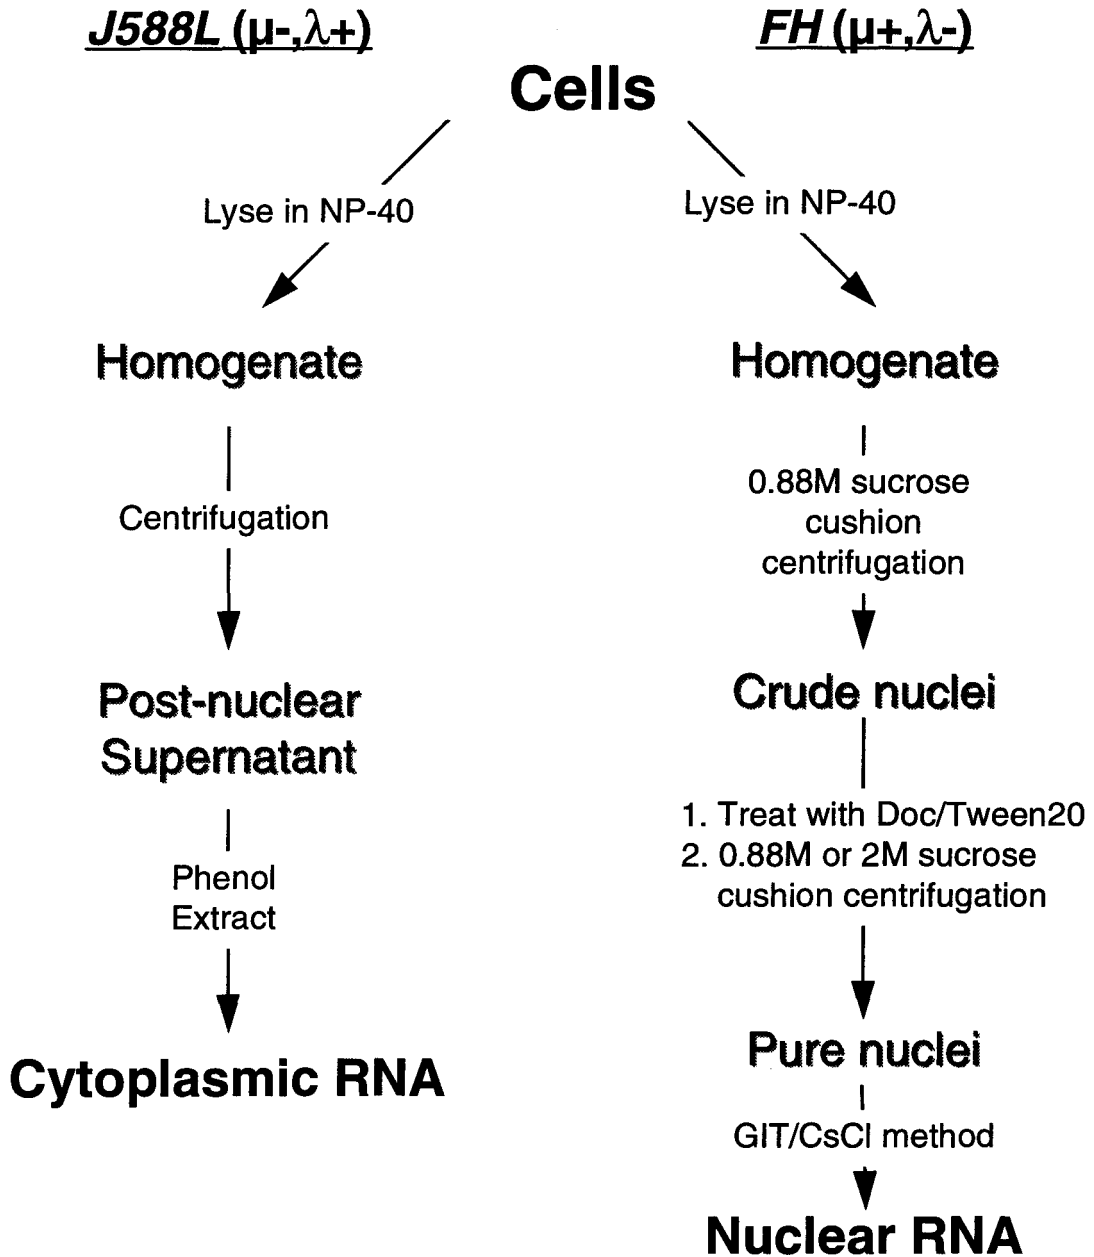 J588L (µ-,λ+)
FH (µ+,λ-)
Cells
Lyse in NP-40
Homogenate
Centrifugation
Post-nuclear
Supernatant
Phenol
Extract
Cytoplasmic RNA
Lyse in NP-40
Homogenate
0.88M sucrose
cushion
centrifugation
Crude nuclei
1. Treat with Doc/Tween20
2. 0.88M or 2M sucrose
cushion centrifugation
Pure nuclei
GIT/CsCl method
Nuclear RNA